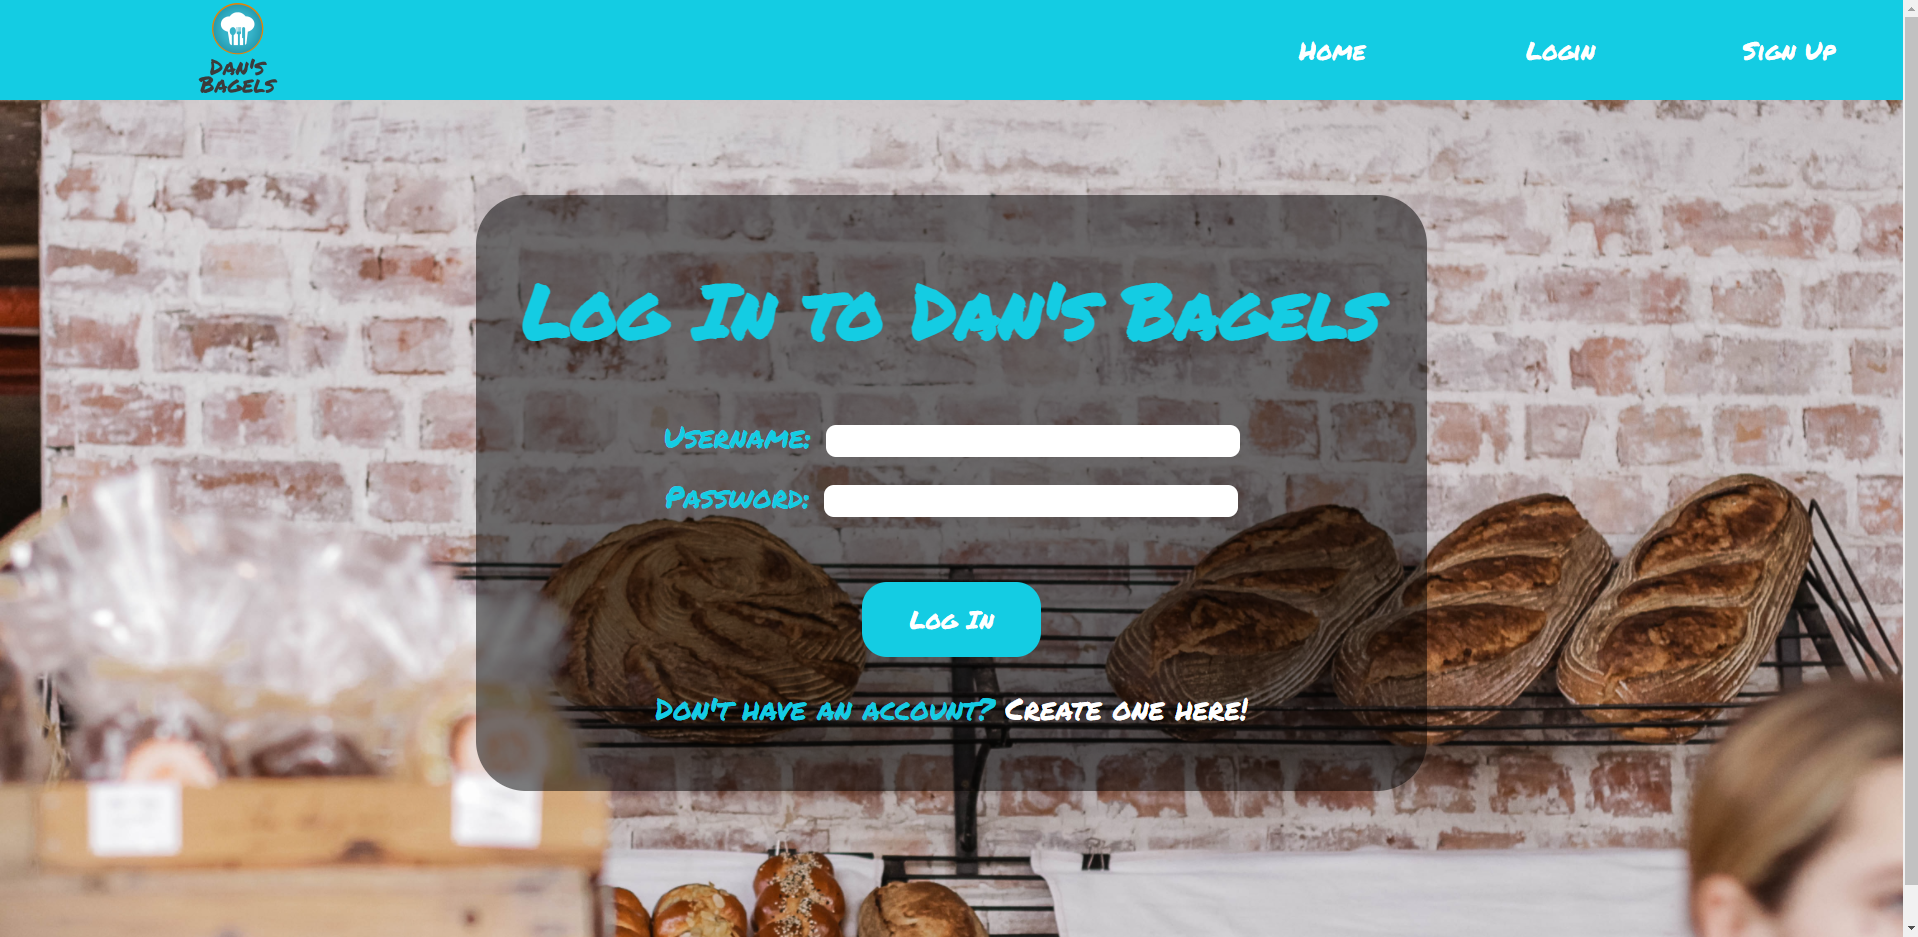 Dan's
Bagels
Home
Login
Sign Up
Log In to Dan's Bagels
Username:
Password:
Log In
Don't have an account? Create one here!